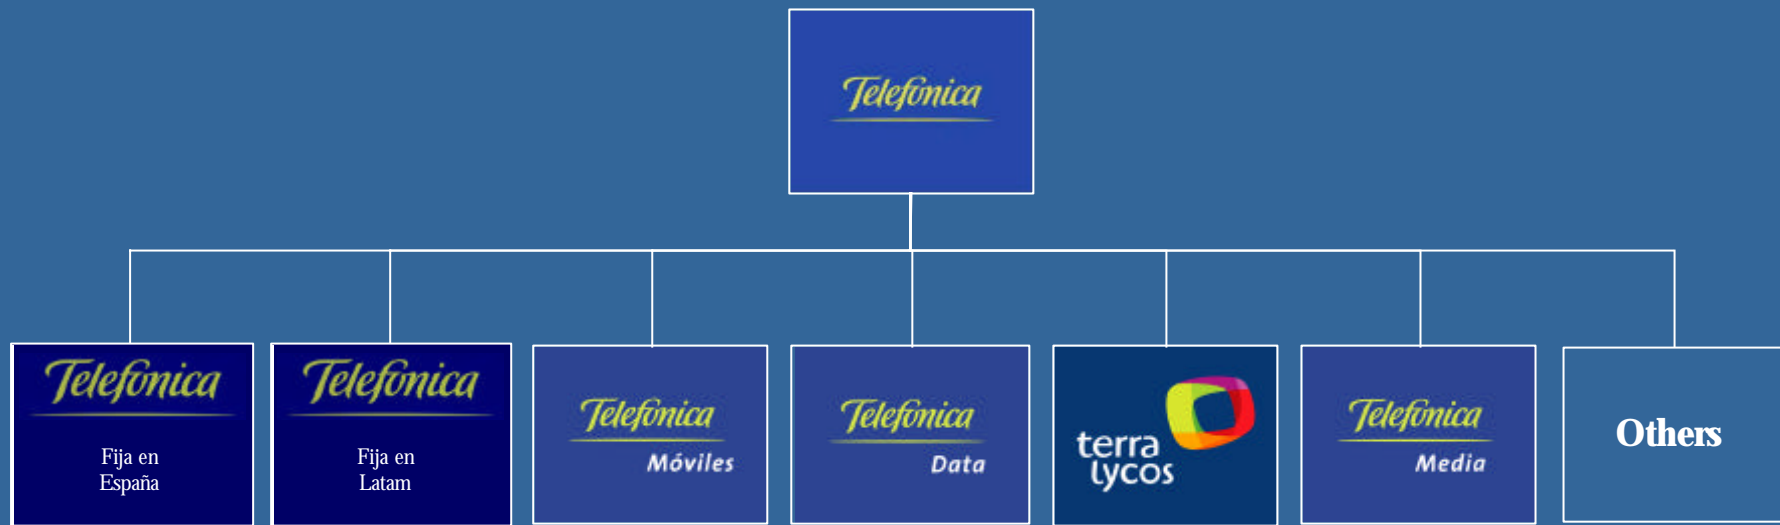 Telefónica
Telefónica
Fija en
España
Telefónica
Fija en
Latam
Telefónica
Móviles
Telefónica
Data
terra
lycos
Telefónica
Media
Others